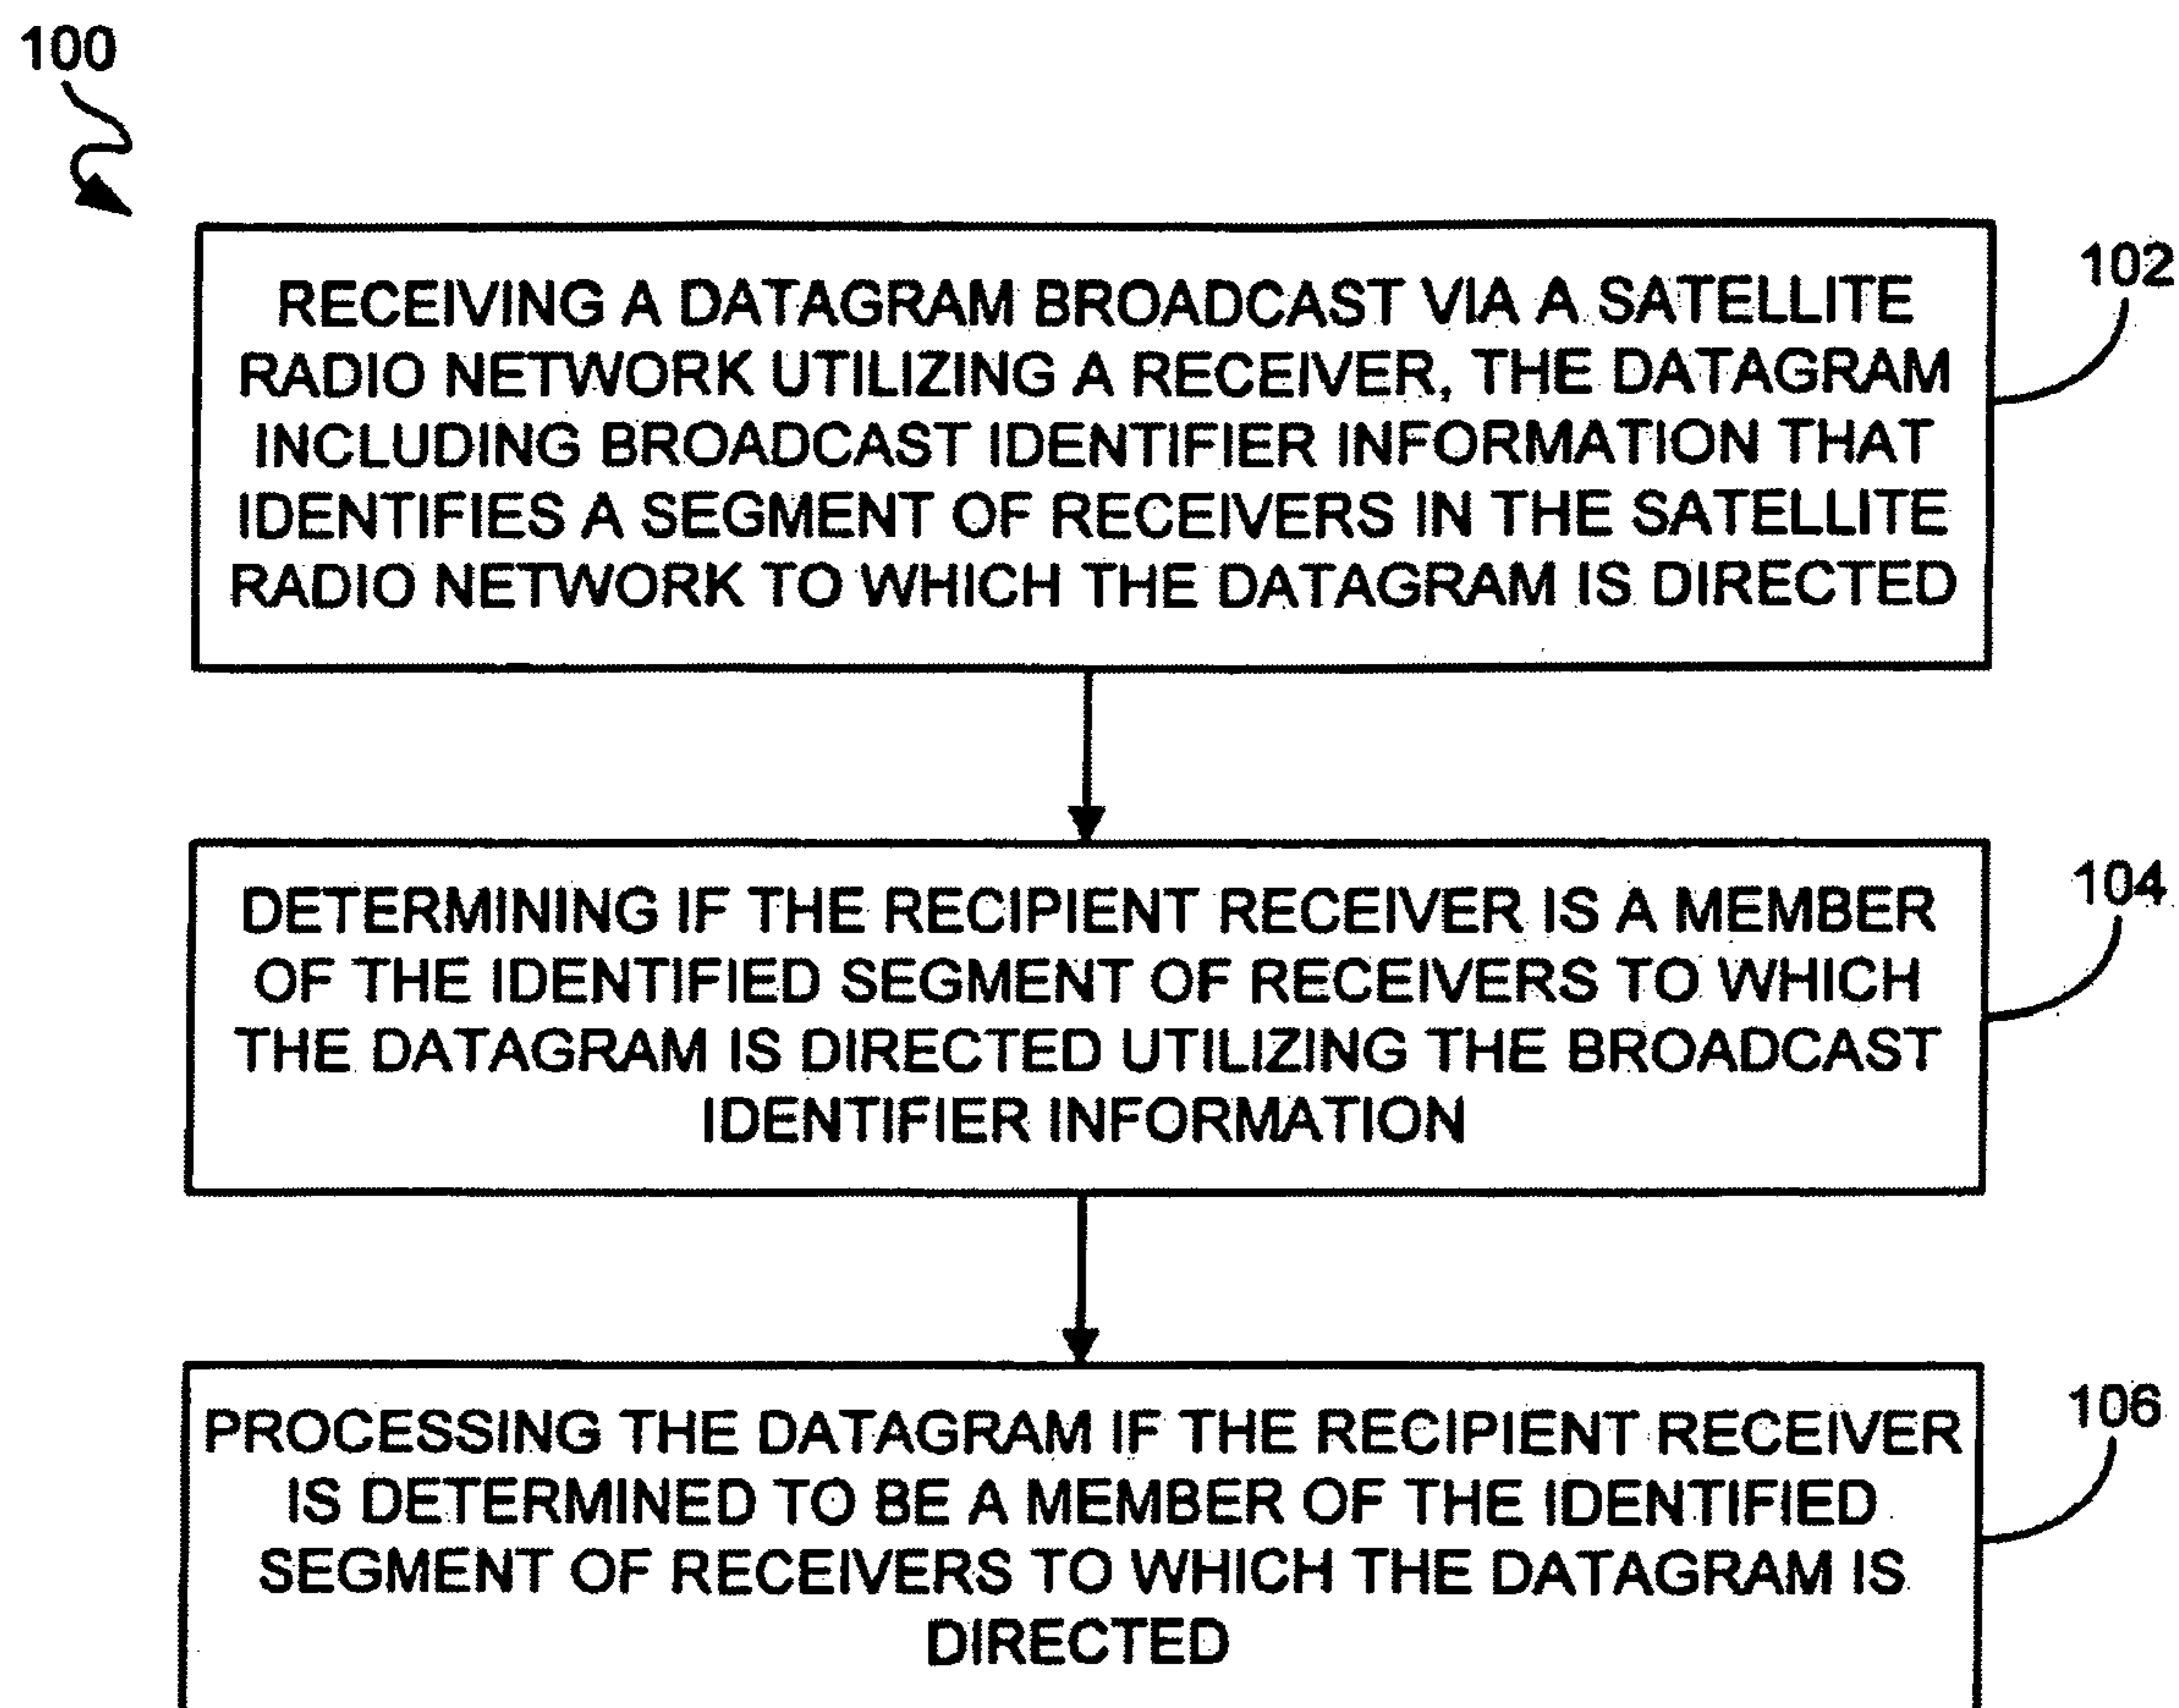 100
RECEIVING A DATAGRAM BROADCAST VIA A SATELLITE
RADIO NETWORK UTILIZING A RECEIVER, THE DATAGRAM
INCLUDING BROADCAST IDENTIFIER INFORMATION THAT
IDENTIFIES A SEGMENT OF RECEIVERS IN THE SATELLITE
RADIO NETWORK TO WHICH THE DATAGRAM IS DIRECTED
102
DETERMINING IF THE RECIPIENT RECEIVER IS A MEMBER
OF THE IDENTIFIED SEGMENT OF RECEIVERS TO WHICH
THE DATAGRAM IS DIRECTED UTILIZING THE BROADCAST
IDENTIFIER INFORMATION
104
PROCESSING THE DATAGRAM IF THE RECIPIENT RECEIVER
IS DETERMINED TO BE A MEMBER OF THE IDENTIFIED
SEGMENT OF RECEIVERS TO WHICH THE DATAGRAM IS
DIRECTED
106